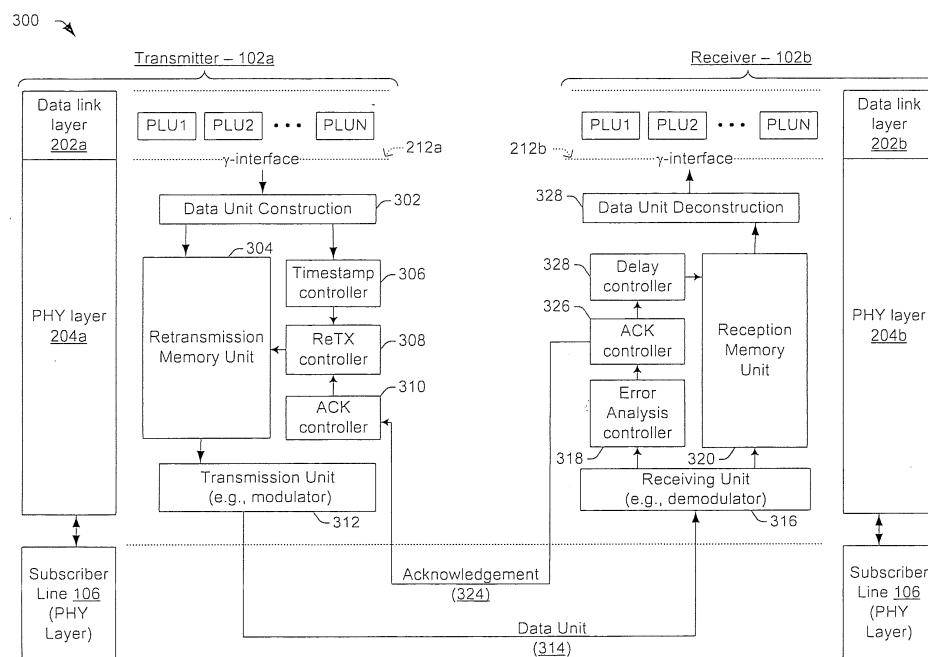 300
Transmitter – 102a
Receiver – 102b
Data link
layer
202a
PLU1
PLU2
• • •
PLUN
PLU1
PLU2
• • •
PLUN
Data link
layer
202b
γ-interface
212a
212b
γ-interface
Data Unit Construction
302
328
Data Unit Deconstruction
PHY layer
204a
304
Retransmission
Memory Unit
Timestamp
controller
306
ReTX
controller
308
310
ACK
controller
328
Delay
controller
326
ACK
controller
Error
Analysis
controller
318
Reception
Memory
Unit
320
PHY layer
204b
Transmission Unit
(e.g., modulator)
312
Receiving Unit
(e.g., demodulator)
316
Subscriber
Line 106
(PHY
Layer)
Acknowledgement
(324)
Data Unit
(314)
Subscriber
Line 106
(PHY
Layer)